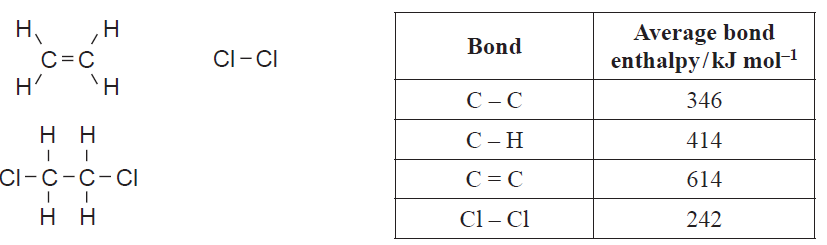 H H
C=C
H H
Cl–Cl
H H
Cl–C–C–Cl
H H
Bond Average bond enthalpy/kJ mol⁻¹
C – C 346
C – H 414
C = C 614
Cl – Cl 242